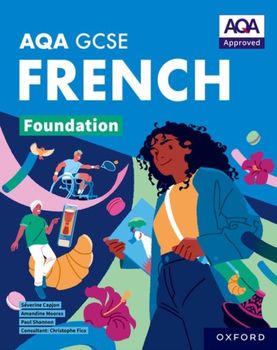 AQA GCSE
FRENCH
Foundation
AQA
Approved
Séverine Capjon
Amandine Moores
Paul Shannon
Consultant: Christophe Fico
OXFORD